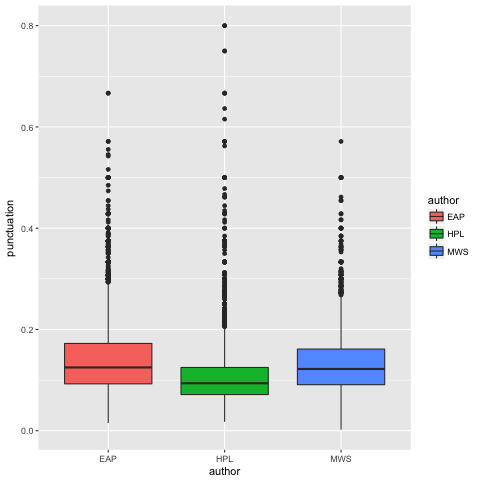 0.8
0.6
0.4
0.2
0.0
punctuation
EAP HPL MWS
author
author
EAP
HPL
MWS